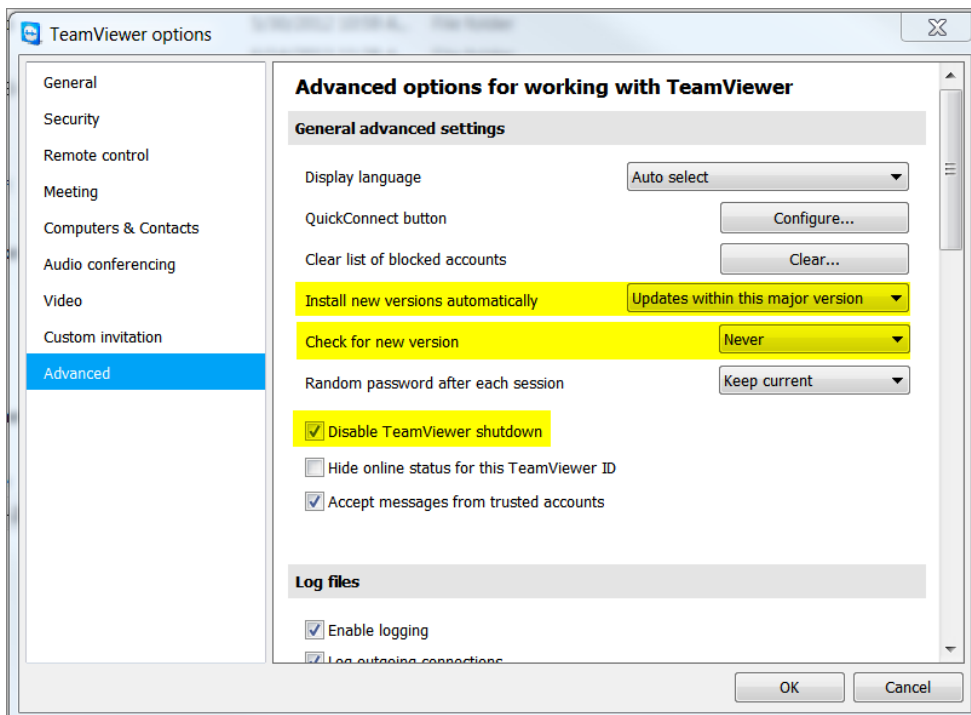 TeamViewer options
General
Security
Remote control
Meeting
Computers & Contacts
Audio conferencing
Video
Custom invitation
Advanced
Advanced options for working with TeamViewer
General advanced settings
Display language Auto select
QuickConnect button Configure...
Clear list of blocked accounts Clear...
Install new versions automatically Updates within this major version
Check for new version Never
Random password after each session Keep current
Disable TeamViewer shutdown
Hide online status for this TeamViewer ID
Accept messages from trusted accounts
Log files
Enable logging
Log outgoing connections
OK Cancel